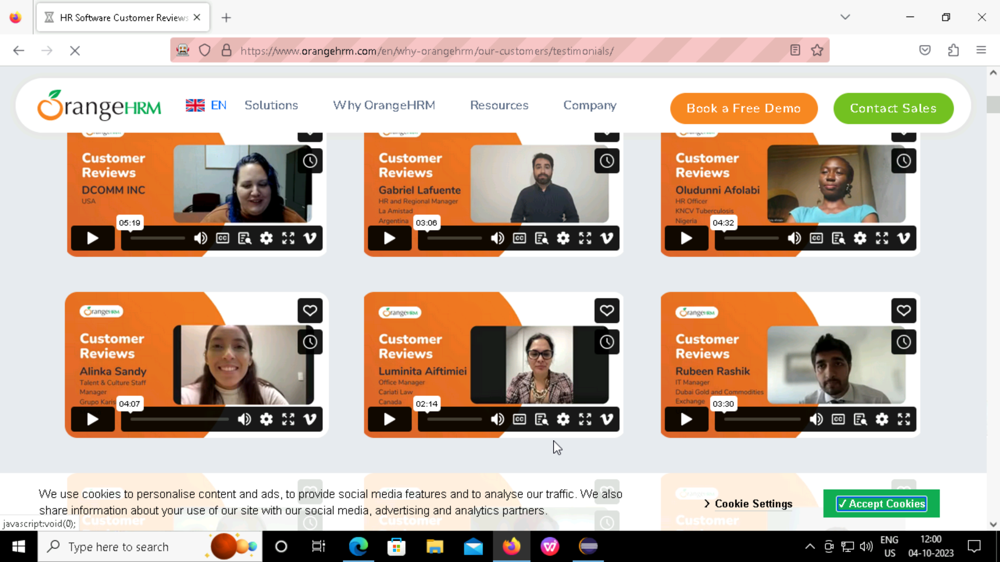 HR Software Customer Reviews
https://www.orangehrm.com/en/why-orangehrm/our-customers/testimonials/
OrangeHRM
EN
Solutions
Why OrangeHRM
Resources
Company
Book a Free Demo
Contact Sales
Customer
Reviews
DCOMM INC
USA
05:19
CC
Customer
Reviews
Gabriel Lafuente
HR and Regional Manager
La Amistad
Argentina
03:06
CC
Customer
Reviews
Oludunni Afolabi
HR Officer
KNCV Tuberculosis
Nigeria
04:32
CC
OrangeHRM
Customer
Reviews
Alinka Sandy
Talent & Culture Staff
Manager
Grupo Karis
04:07
OrangeHRM
Customer
Reviews
Luminita Aiftimiei
Office Manager
Cariati Law
Canada
02:14
CC
OrangeHRM
Customer
Reviews
Rubeen Rashik
IT Manager
Dubai Gold and Commodities
Exchange
03:30
CC
We use cookies to personalise content and ads, to provide social media features and to analyse our traffic. We also
share information about your use of our site with our social media, advertising and analytics partners.
Cookie Settings
✓ Accept Cookies
Customer
Customer
Customer
javascript:void(0);
Type here to search
ENG
US
12:00
04-10-2023